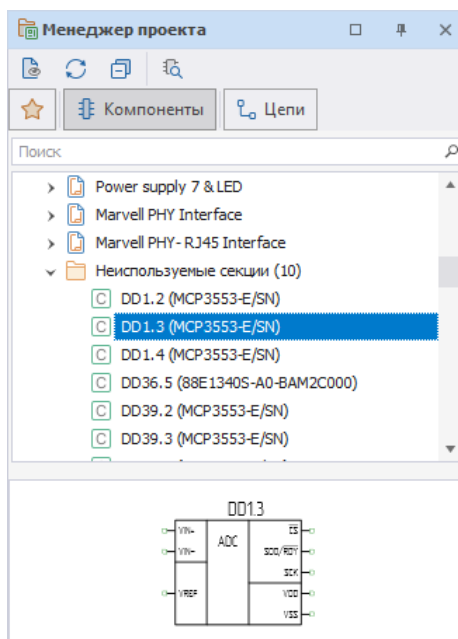 Менеджер проекта
Компоненты
Цепи
Поиск
Power supply 7 & LED
Marvell PHY Interface
Marvell PHY- RJ45 Interface
Неиспользуемые секции (10)
C DD1.2 (MCP3553-E/SN)
C DD1.3 (MCP3553-E/SN)
C DD1.4 (MCP3553-E/SN)
C DD36.5 (88E1340S-A0-BAM2C000)
C DD39.2 (MCP3553-E/SN)
C DD39.3 (MCP3553-E/SN)
DD1.3
VIN- ADC CS
VIN- SDO/RDY
SCK
VREF VDD
VSS